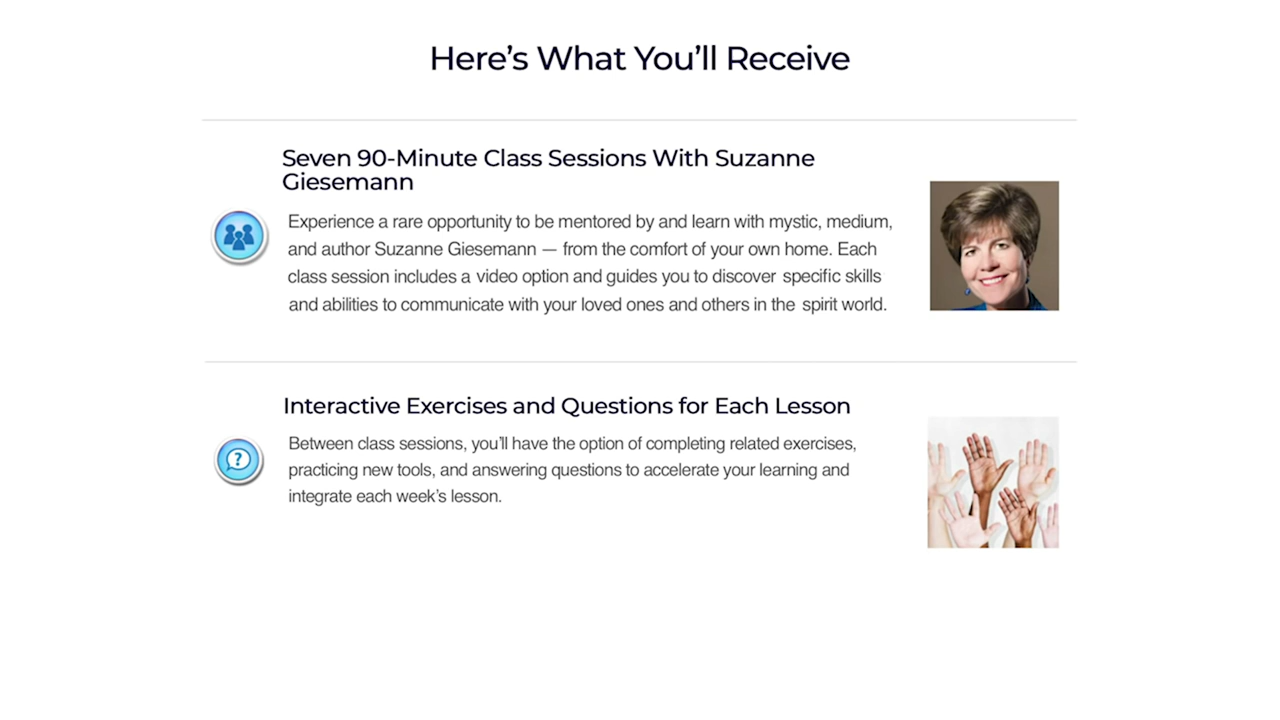 Here’s What You’ll Receive
Seven 90-Minute Class Sessions With Suzanne
Giesemann
Experience a rare opportunity to be mentored by and learn with mystic, medium,
and author Suzanne Giesemann — from the comfort of your own home. Each
class session includes a video option and guides you to discover specific skills
and abilities to communicate with your loved ones and others in the spirit world.
Interactive Exercises and Questions for Each Lesson
?
Between class sessions, you’ll have the option of completing related exercises,
practicing new tools, and answering questions to accelerate your learning and
integrate each week’s lesson.